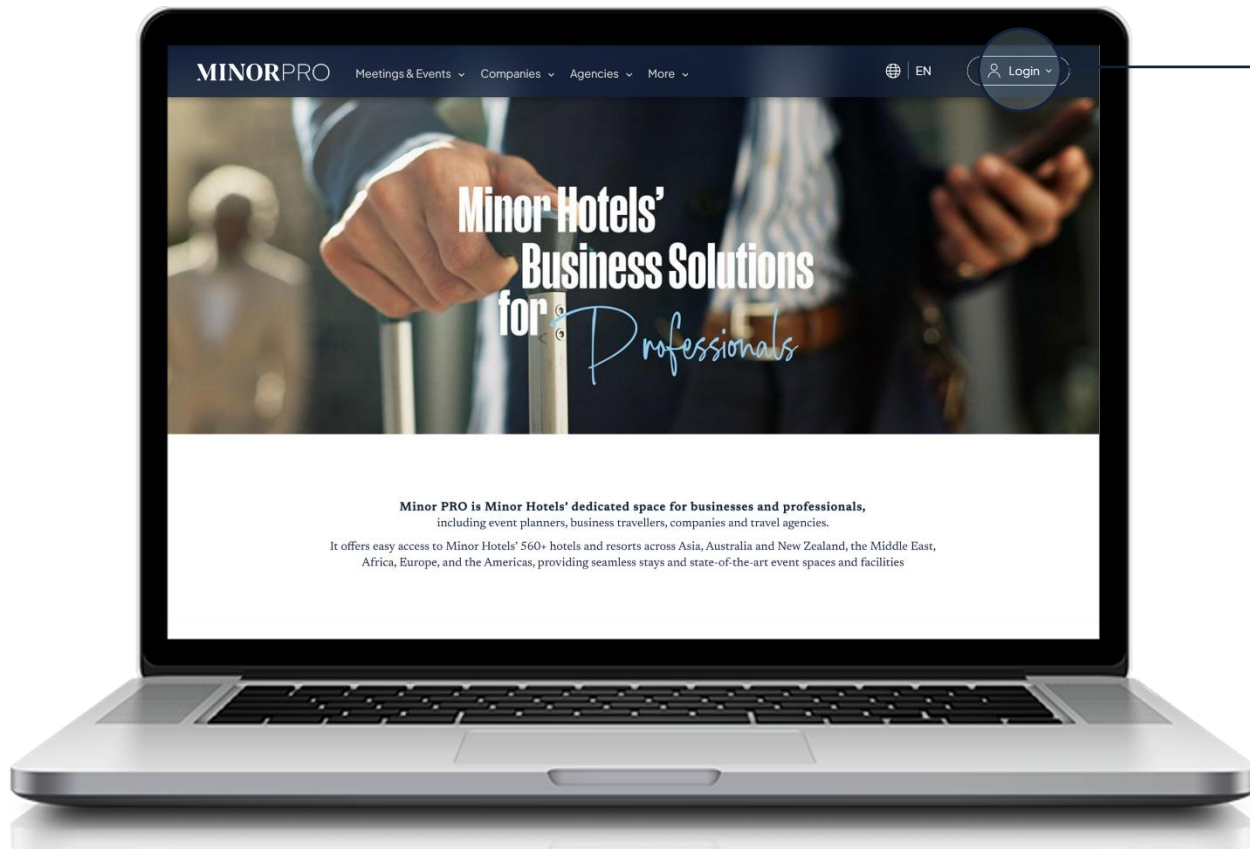 MINORPRO Meetings & Events Companies Agencies More EN Login
Minor Hotels’
Business Solutions
for Professionals
Minor PRO is Minor Hotels’ dedicated space for businesses and professionals,
including event planners, business travellers, companies and travel agencies.
It offers easy access to Minor Hotels’ 560+ hotels and resorts across Asia, Australia and New Zealand, the Middle East,
Africa, Europe, and the Americas, providing seamless stays and state-of-the-art event spaces and facilities